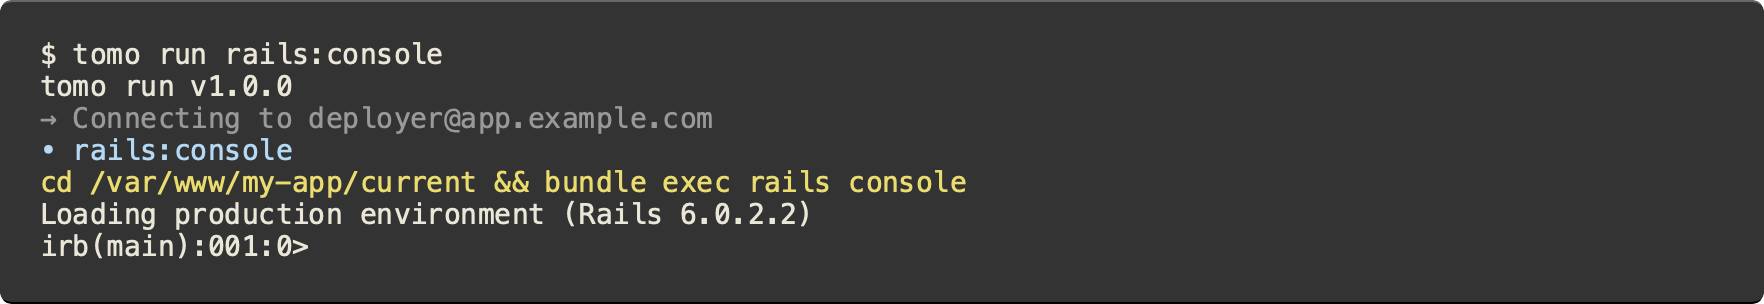 $ tomo run rails:console
tomo run v1.0.0
→ Connecting to deployer@app.example.com
• rails:console
cd /var/www/my-app/current && bundle exec rails console
Loading production environment (Rails 6.0.2.2)
irb(main):001:0>